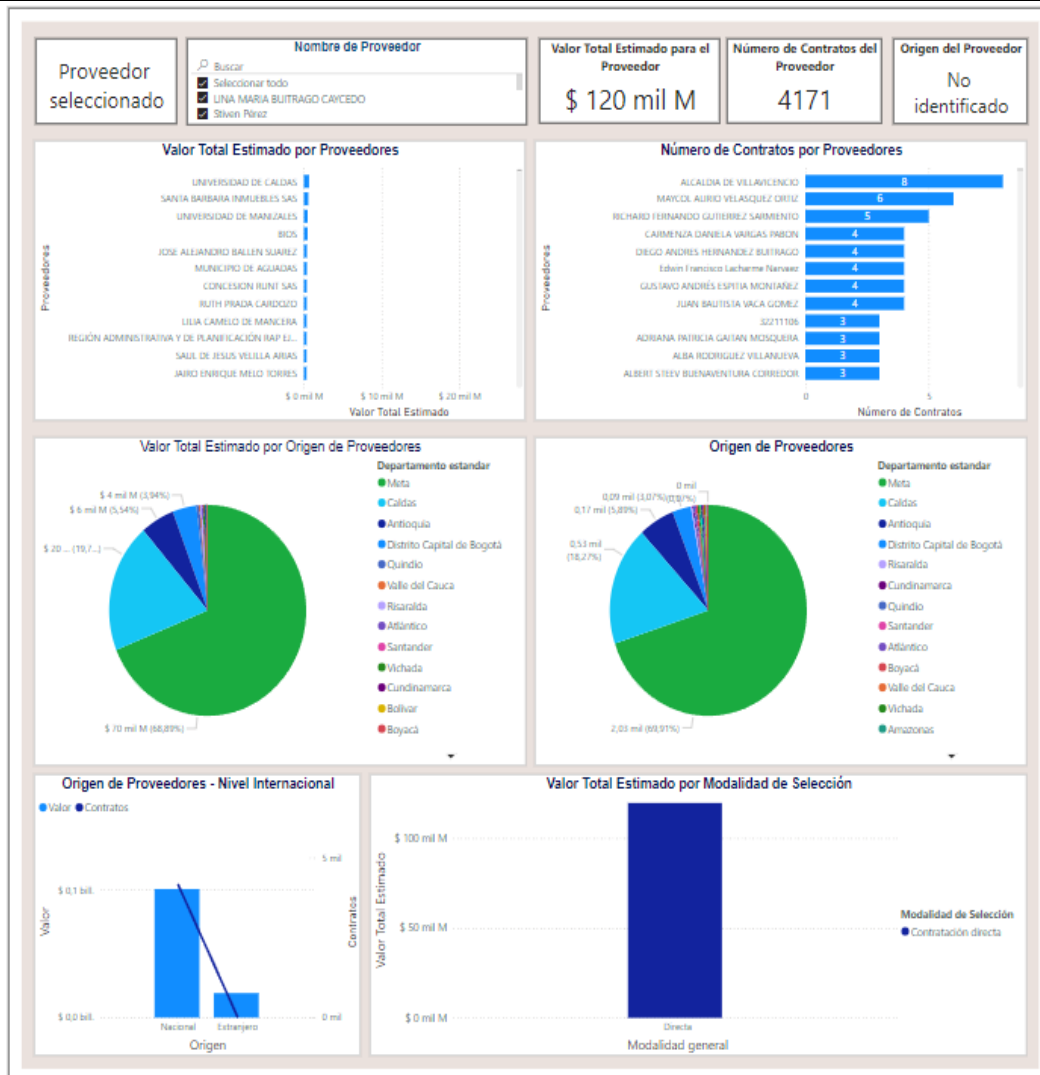 Proveedor
seleccionado
Nombre de Proveedor
Buscar
Seleccionar todo
UNA MARIA BUITRAGO CAYCEDO
Stiven Pérez
Valor Total Estimado para el
Proveedor
$ 120 mil M
Número de Contratos del
Proveedor
4171
Origen del Proveedor
No
identificado
Valor Total Estimado por Proveedores
Proveedores
UNIVERSIDAD DE CALDAS
SANTA BARBARA INMUEBLES SAS
UNIVERSIDAD DE MANIZALES
BIOS
JOSE ALEJANDRO BALLEN SUAREZ
MUNICIPIO DE AGUADAS
CONCESION RUNT SAS
RUTH PRADA CARDOZO
LILIA CAMELO DE MANCERA
REGIÓN ADMINISTRATIVA Y DE PLANIFICACIÓN RAP EJ...
SAUL DE JESUS VELILLA ARIAS
JAIRO ENRIQUE MELO TORRES
$ 0 mil M $ 10 mil M $ 20 mil M
Valor Total Estimado
Número de Contratos por Proveedores
Proveedores
ALCALDIA DE VILLAVICENCIO 8
MAYCOL AURIO VELASQUEZ ORTIZ 6
RICHARD FERNANDO GUTIERREZ SARMIENTO 5
CARMENZA DANIELA VARGAS PABON 4
DIEGO ANDRES HERNANDEZ BUITRAGO 4
Edwin Francisco Lacharme Narvaez 4
GUSTAVO ANDRÉS ESPITIA MONTAÑEZ 4
JUAN BAUTISTA VACA GOMEZ 4
32211106 3
ADRIANA PATRICIA GAITAN MOSQUERA 3
ALBA RODRIGUEZ VILLANUEVA 3
ALBERT STEEV BUENAVENTURA CORREDOR 3
0 5
Número de Contratos
Valor Total Estimado por Origen de Proveedores
$ 4 mil M (3,94%)
$ 6 mil M (5,54%)
$ 20 ... (19,7...)
$ 70 mil M (68,89%)
Departamento estandar
Meta
Caldas
Antioquia
Distrito Capital de Bogotá
Quindio
Valle del Cauca
Risaralda
Atlántico
Santander
Vichada
Cundinamarca
Bolívar
Boyacá
Origen de Proveedores
0 mil
0,09 mil (3,07%)
0,17 mil (5,89%)
0,53 mil
(18,27%)
2,03 mil (69,91%)
Departamento estandar
Meta
Caldas
Antioquia
Distrito Capital de Bogotá
Risaralda
Cundinamarca
Quindio
Santander
Atlántico
Boyacá
Valle del Cauca
Vichada
Amazonas
Origen de Proveedores - Nivel Internacional
Valor Contratos
Valor
$ 0,1 bill.
$ 0,0 bill.
5 mil
0 mil
Contratos
Nacional Extranjero
Origen
Valor Total Estimado por Modalidad de Selección
Valor Total Estimado
$ 100 mil M
$ 50 mil M
$ 0 mil M
Directa
Modalidad general
Modalidad de Selección
Contratación directa